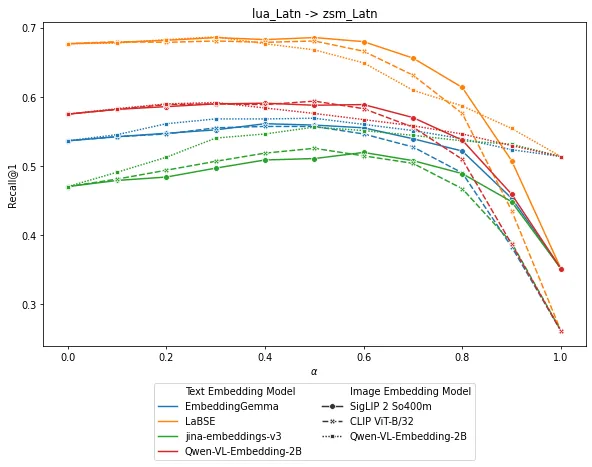 lua_Latn -> zsm_Latn
0.7
0.6
0.5
0.4
0.3
Recall@1
0.0 0.2 0.4 0.6 0.8 1.0
α
Text Embedding Model Image Embedding Model
EmbeddingGemma SigLIP 2 So400m
LaBSE CLIP ViT-B/32
jina-embeddings-v3 Qwen-VL-Embedding-2B
Qwen-VL-Embedding-2B